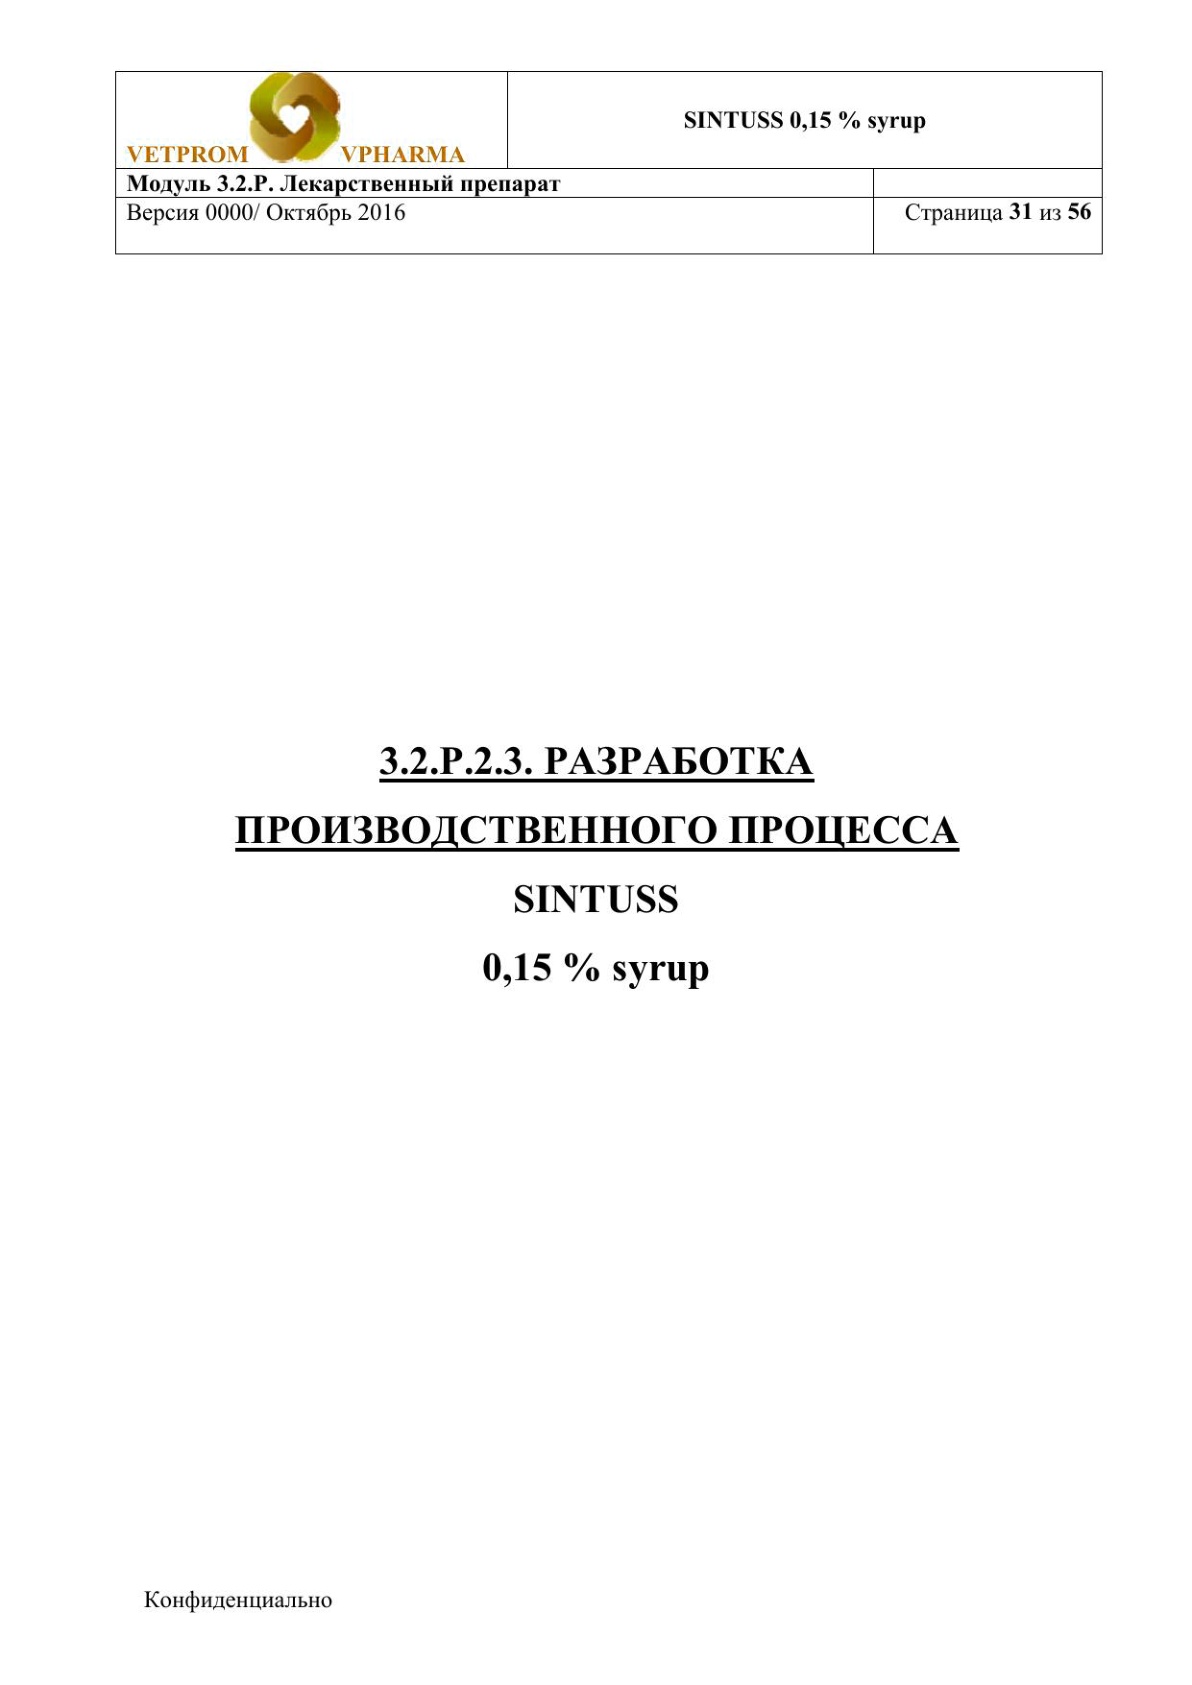 VETPROM VPHARMA
SINTUSS 0,15 % syrup
Модуль 3.2.Р. Лекарственный препарат
Версия 0000/ Октябрь 2016
Страница 31 из 56
3.2.Р.2.3. РАЗРАБОТКА
ПРОИЗВОДСТВЕННОГО ПРОЦЕССА
SINTUSS
0,15 % syrup
Конфиденциально